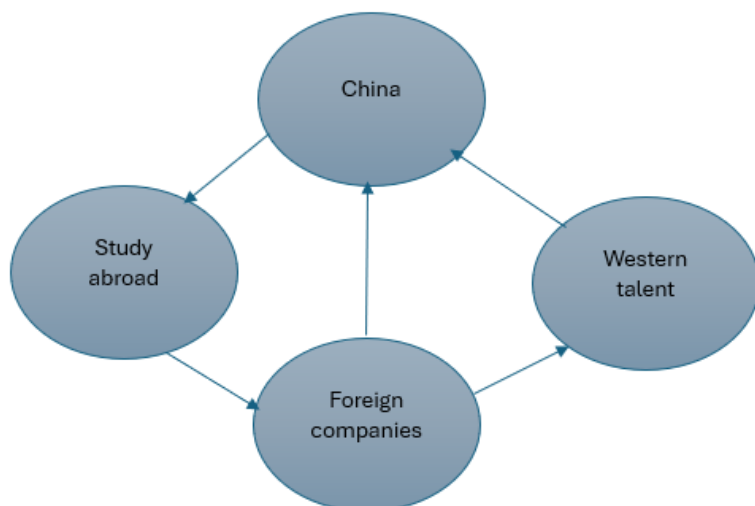 China
Study
abroad
Western
talent
Foreign
companies